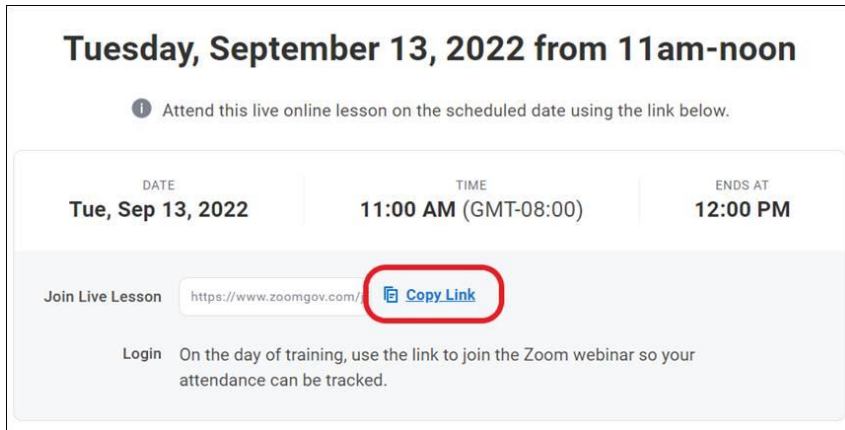 Tuesday, September 13, 2022 from 11am-noon
Attend this live online lesson on the scheduled date using the link below.
DATE TIME ENDS AT
Tue, Sep 13, 2022 11:00 AM (GMT-08:00) 12:00 PM
Join Live Lesson https://www.zoomgov.com/j Copy Link
Login On the day of training, use the link to join the Zoom webinar so your
attendance can be tracked.